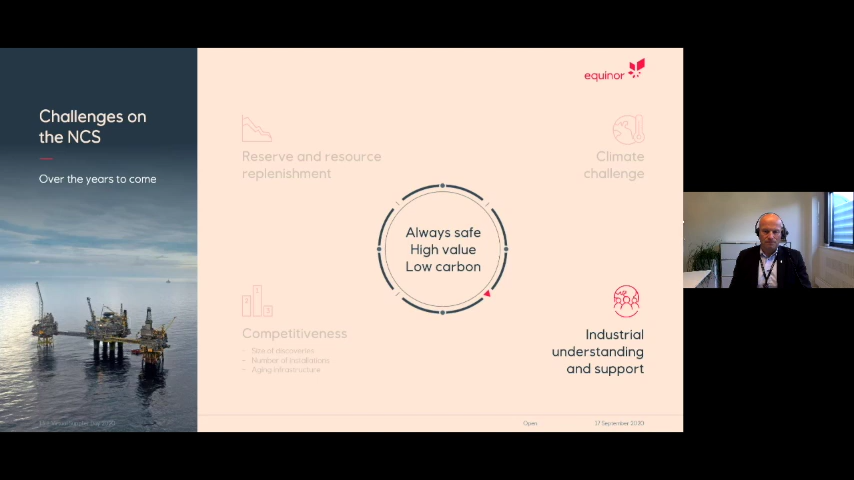 Challenges on
the NCS
Over the years to come
equinor
Reserve and resource
replenishment
Climate
challenge
Always safe
High value
Low carbon
Competitiveness
- Size of discoveries
- Number of installations
- Aging infrastructure
Industrial
understanding
and support
Open
17 September 2020